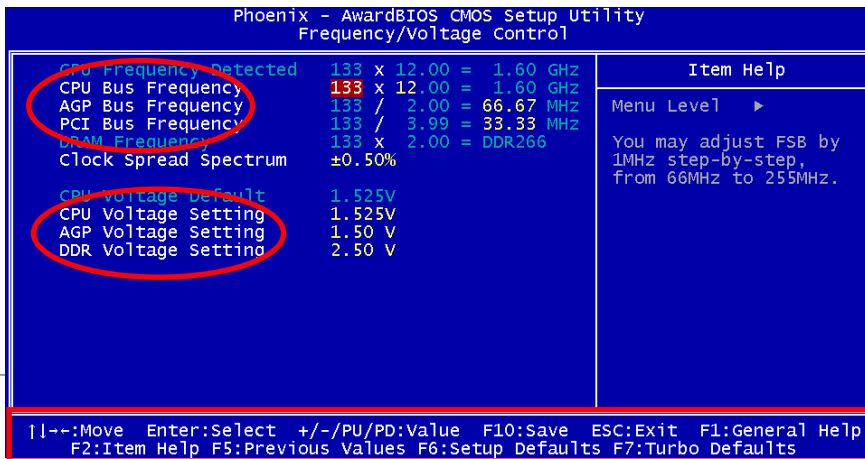 Phoenix - AwardBIOS CMOS Setup Utility
Frequency/Voltage Control
CPU Frequency Detected 133 x 12.00 = 1.60 GHz
CPU Bus Frequency 133 x 12.00 = 1.60 GHz
AGP Bus Frequency 133 / 2.00 = 66.67 MHz
PCI Bus Frequency 133 / 3.99 = 33.33 MHz
DRAM Frequency 133 x 2.00 = DDR266
Clock Spread Spectrum ±0.50%
CPU Voltage Default 1.525V
CPU Voltage Setting 1.525V
AGP Voltage Setting 1.50 V
DDR Voltage Setting 2.50 V
Item Help
Menu Level ▶
You may adjust FSB by
1MHz step-by-step,
from 66MHz to 255MHz.
↑↓→←:Move Enter:Select +/-/PU/PD:Value F10:Save ESC:Exit F1:General Help
F2:Item Help F5:Previous Values F6:Setup Defaults F7:Turbo Defaults